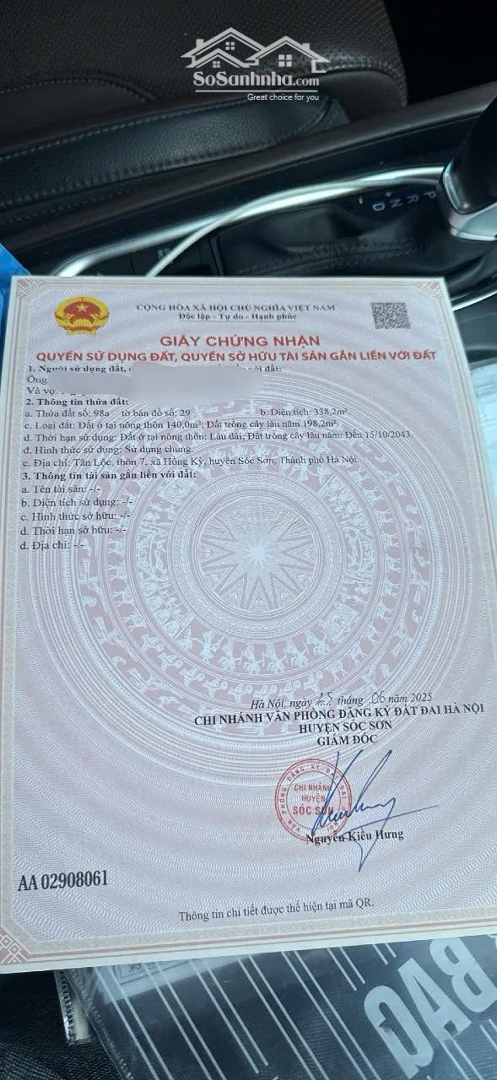 SoSanhnha.com
Great choice for you
P R N D
CỘNG HÒA XÃ HỘI CHỦ NGHĨA VIỆT NAM
Độc lập - Tự do - Hạnh phúc
GIẤY CHỨNG NHẬN
QUYỀN SỬ DỤNG ĐẤT, QUYỀN SỞ HỮU TÀI SẢN GẮN LIỀN VỚI ĐẤT
1. Người sử dụng đất, với đất:
Ông
Và vợ
2. Thông tin thửa đất:
a. Thửa đất số: 98a tờ bản đồ số: 29 b. Diện tích: 338,2m²
c. Loại đất: Đất ở tại nông thôn 140,0m²; Đất trồng cây lâu năm 198,2m².
d. Thời hạn sử dụng: Đất ở tại nông thôn: Lâu dài; Đất trồng cây lâu năm: Đến 15/10/2043.
đ. Hình thức sử dụng: Sử dụng chung.
e. Địa chỉ: Tân Lộc, thôn 7, xã Hồng Kỳ, huyện Sóc Sơn, Thành phố Hà Nội.
3. Thông tin tài sản gắn liền với đất:
a. Tên tài sản: -/-
b. Diện tích sử dụng: -/-
c. Hình thức sở hữu: -/-
d. Thời hạn sở hữu: -/-
đ. Địa chỉ: -/-
Hà Nội, ngày 25 tháng 06 năm 2025
CHI NHÁNH VĂN PHÒNG ĐĂNG KÝ ĐẤT ĐAI HÀ NỘI
HUYỆN SÓC SƠN
GIÁM ĐỐC
VĂN PHÒNG ĐĂNG KÝ ĐẤT ĐAI
CHI NHÁNH
HUYỆN
SÓC SƠN
Nguyễn Kiều Hưng
AA 02908061
Thông tin chi tiết được thể hiện tại mã QR.
BAC